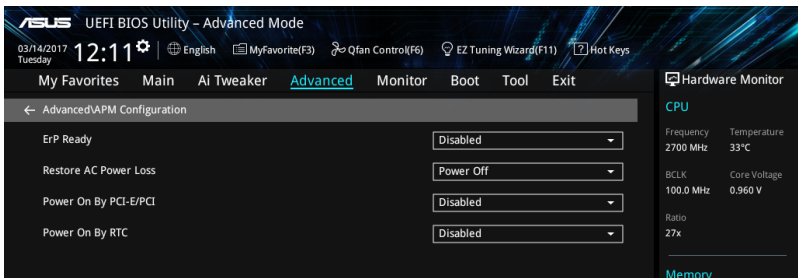 ASUS UEFI BIOS Utility – Advanced Mode
03/14/2017 Tuesday 12:11 English MyFavorite(F3) Qfan Control(F6) EZ Tuning Wizard(F11) ? Hot Keys
My Favorites Main Ai Tweaker Advanced Monitor Boot Tool Exit
← Advanced\APM Configuration
ErP Ready Disabled
Restore AC Power Loss Power Off
Power On By PCI-E/PCI Disabled
Power On By RTC Disabled
Hardware Monitor
CPU
Frequency Temperature
2700 MHz 33°C
BCLK Core Voltage
100.0 MHz 0.960 V
Ratio
27x
Memory